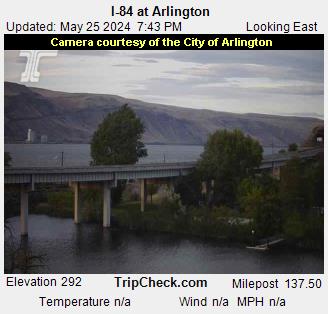 I-84 at Arlington
Updated: May 25 2024 7:43 PM Looking East
Camera courtesy of the City of Arlington
Elevation 292 TripCheck.com Milepost 137.50
Temperature n/a Wind n/a MPH n/a